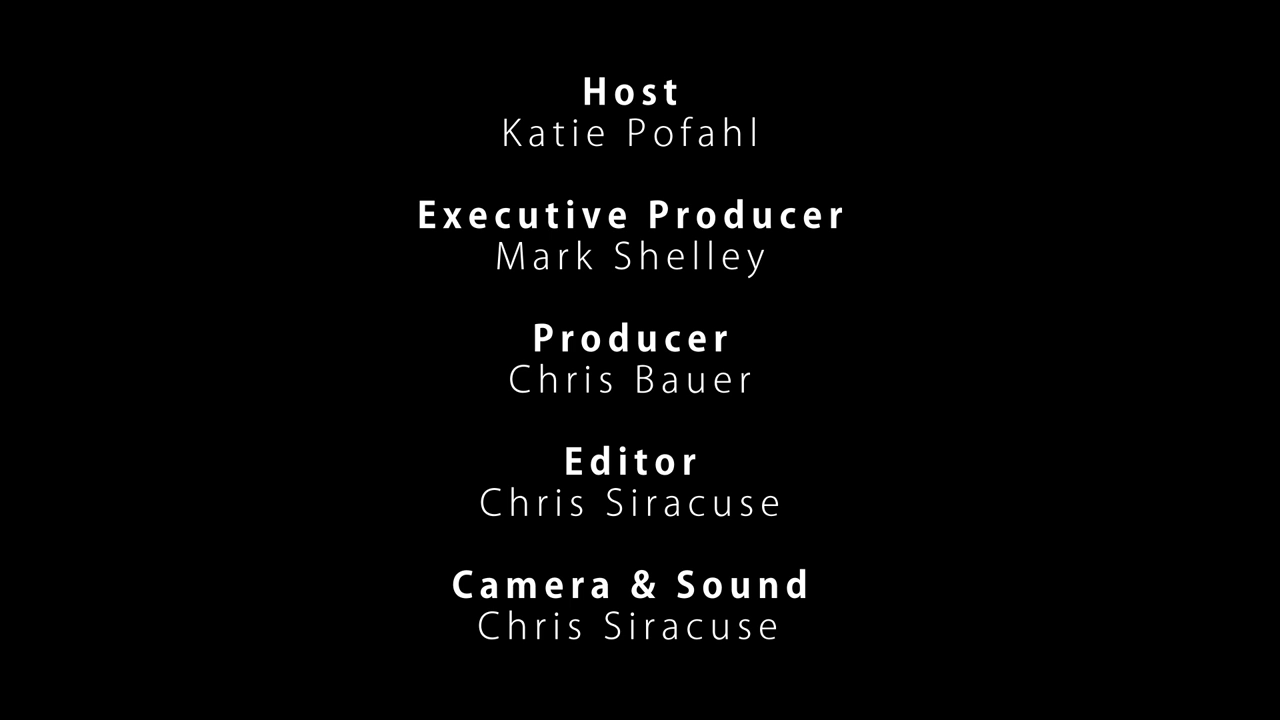 Host
Katie Pofahl
Executive Producer
Mark Shelley
Producer
Chris Bauer
Editor
Chris Siracuse
Camera & Sound
Chris Siracuse